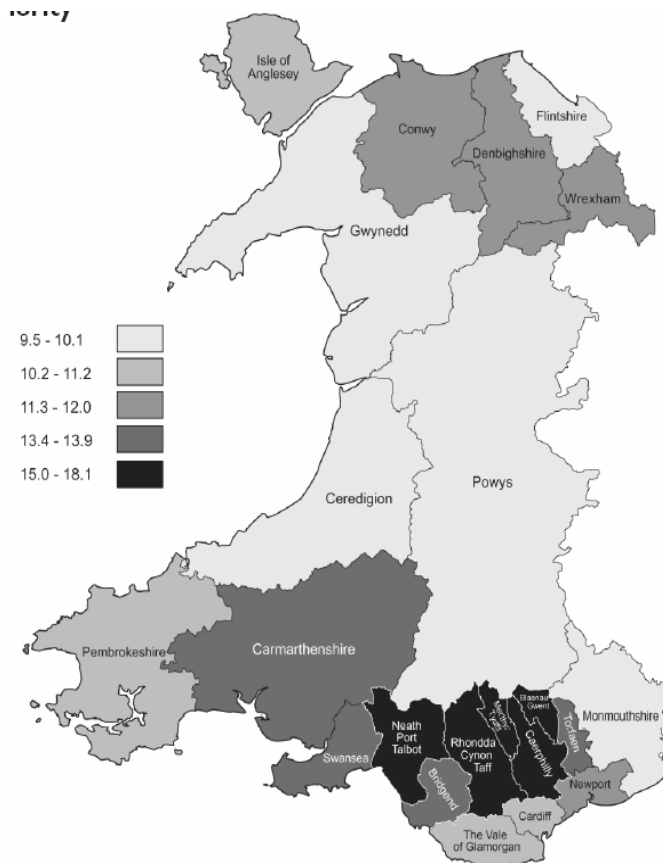 Isle of
Anglesey
Flintshire
Conwy
Denbighshire
Wrexham
Gwynedd
9.5 - 10.1
10.2 - 11.2
11.3 - 12.0
13.4 - 13.9
15.0 - 18.1
Powys
Ceredigion
Carmarthenshire
Pembrokeshire
Blaenau
Gwent
Merthyr
Tydfil
Monmouthshire
Torfaen
Neath
Port
Talbot
Rhondda
Cynon
Taff
Caerphilly
Swansea
Bridgend
Newport
Cardiff
The Vale
of Glamorgan